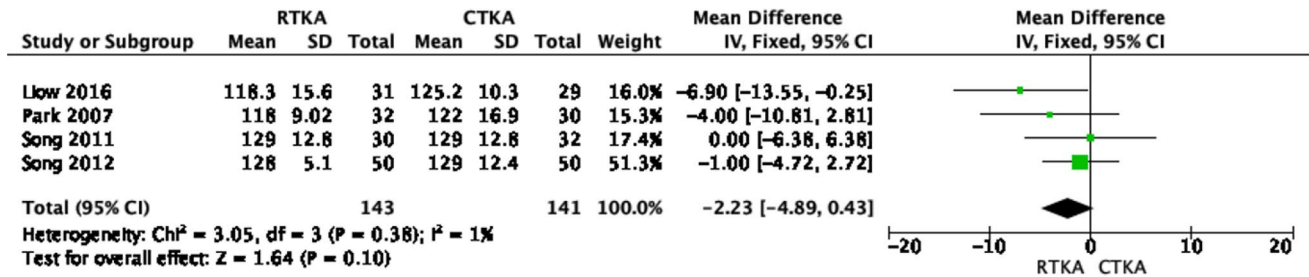 RTKA CTKA Mean Difference Mean Difference
Study or Subgroup Mean SD Total Mean SD Total Weight IV, Fixed, 95% CI IV, Fixed, 95% CI
Liow 2016 118.3 15.6 31 125.2 10.3 29 16.0% −6.90 [−13.55, −0.25]
Park 2007 118 9.02 32 122 16.9 30 15.3% −4.00 [−10.81, 2.81]
Song 2011 129 12.8 30 129 12.8 32 17.4% 0.00 [−6.38, 6.38]
Song 2012 128 5.1 50 129 12.4 50 51.3% −1.00 [−4.72, 2.72]
Total (95% CI) 143 141 100.0% −2.23 [−4.89, 0.43]
Heterogeneity: Chi² = 3.05, df = 3 (P = 0.38); I² = 1%
Test for overall effect: Z = 1.64 (P = 0.10)
−20 −10 0 10 20
RTKA CTKA